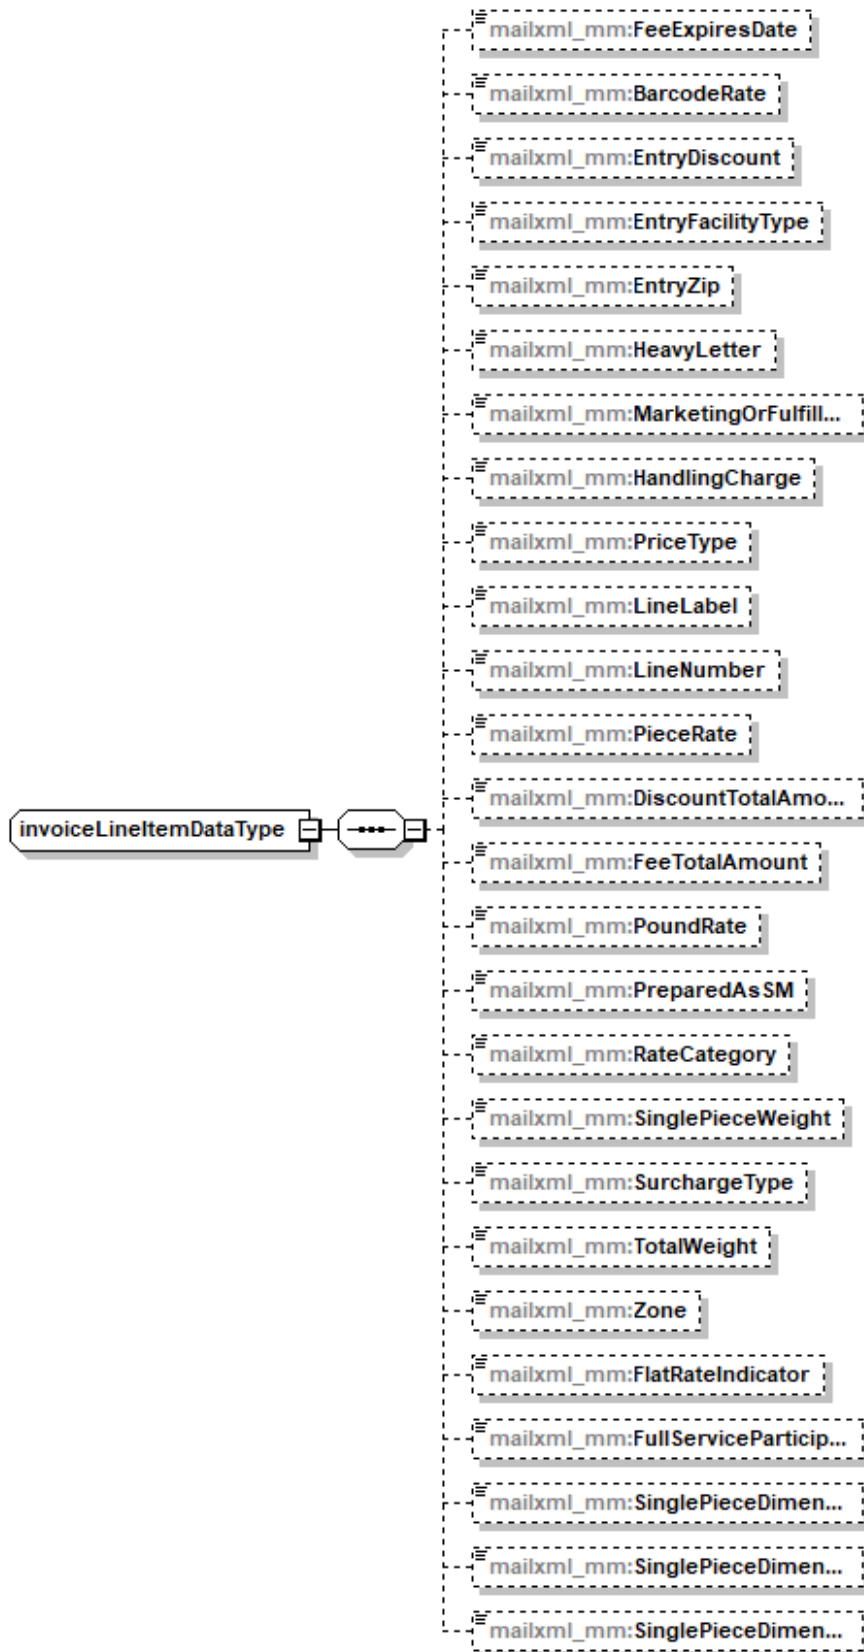 mailxml_mm:FeeExpiresDate
mailxml_mm:BarcodeRate
mailxml_mm:EntryDiscount
mailxml_mm:EntryFacilityType
mailxml_mm:EntryZip
mailxml_mm:HeavyLetter
mailxml_mm:MarketingOrFulfill...
mailxml_mm:HandlingCharge
mailxml_mm:PriceType
mailxml_mm:LineLabel
mailxml_mm:LineNumber
mailxml_mm:PieceRate
mailxml_mm:DiscountTotalAmo...
invoiceLineItemDataType
mailxml_mm:FeeTotalAmount
mailxml_mm:PoundRate
mailxml_mm:PreparedAsSM
mailxml_mm:RateCategory
mailxml_mm:SinglePieceWeight
mailxml_mm:SurchargeType
mailxml_mm:TotalWeight
mailxml_mm:Zone
mailxml_mm:FlatRateIndicator
mailxml_mm:FullServiceParticip...
mailxml_mm:SinglePieceDimen...
mailxml_mm:SinglePieceDimen...
mailxml_mm:SinglePieceDimen...